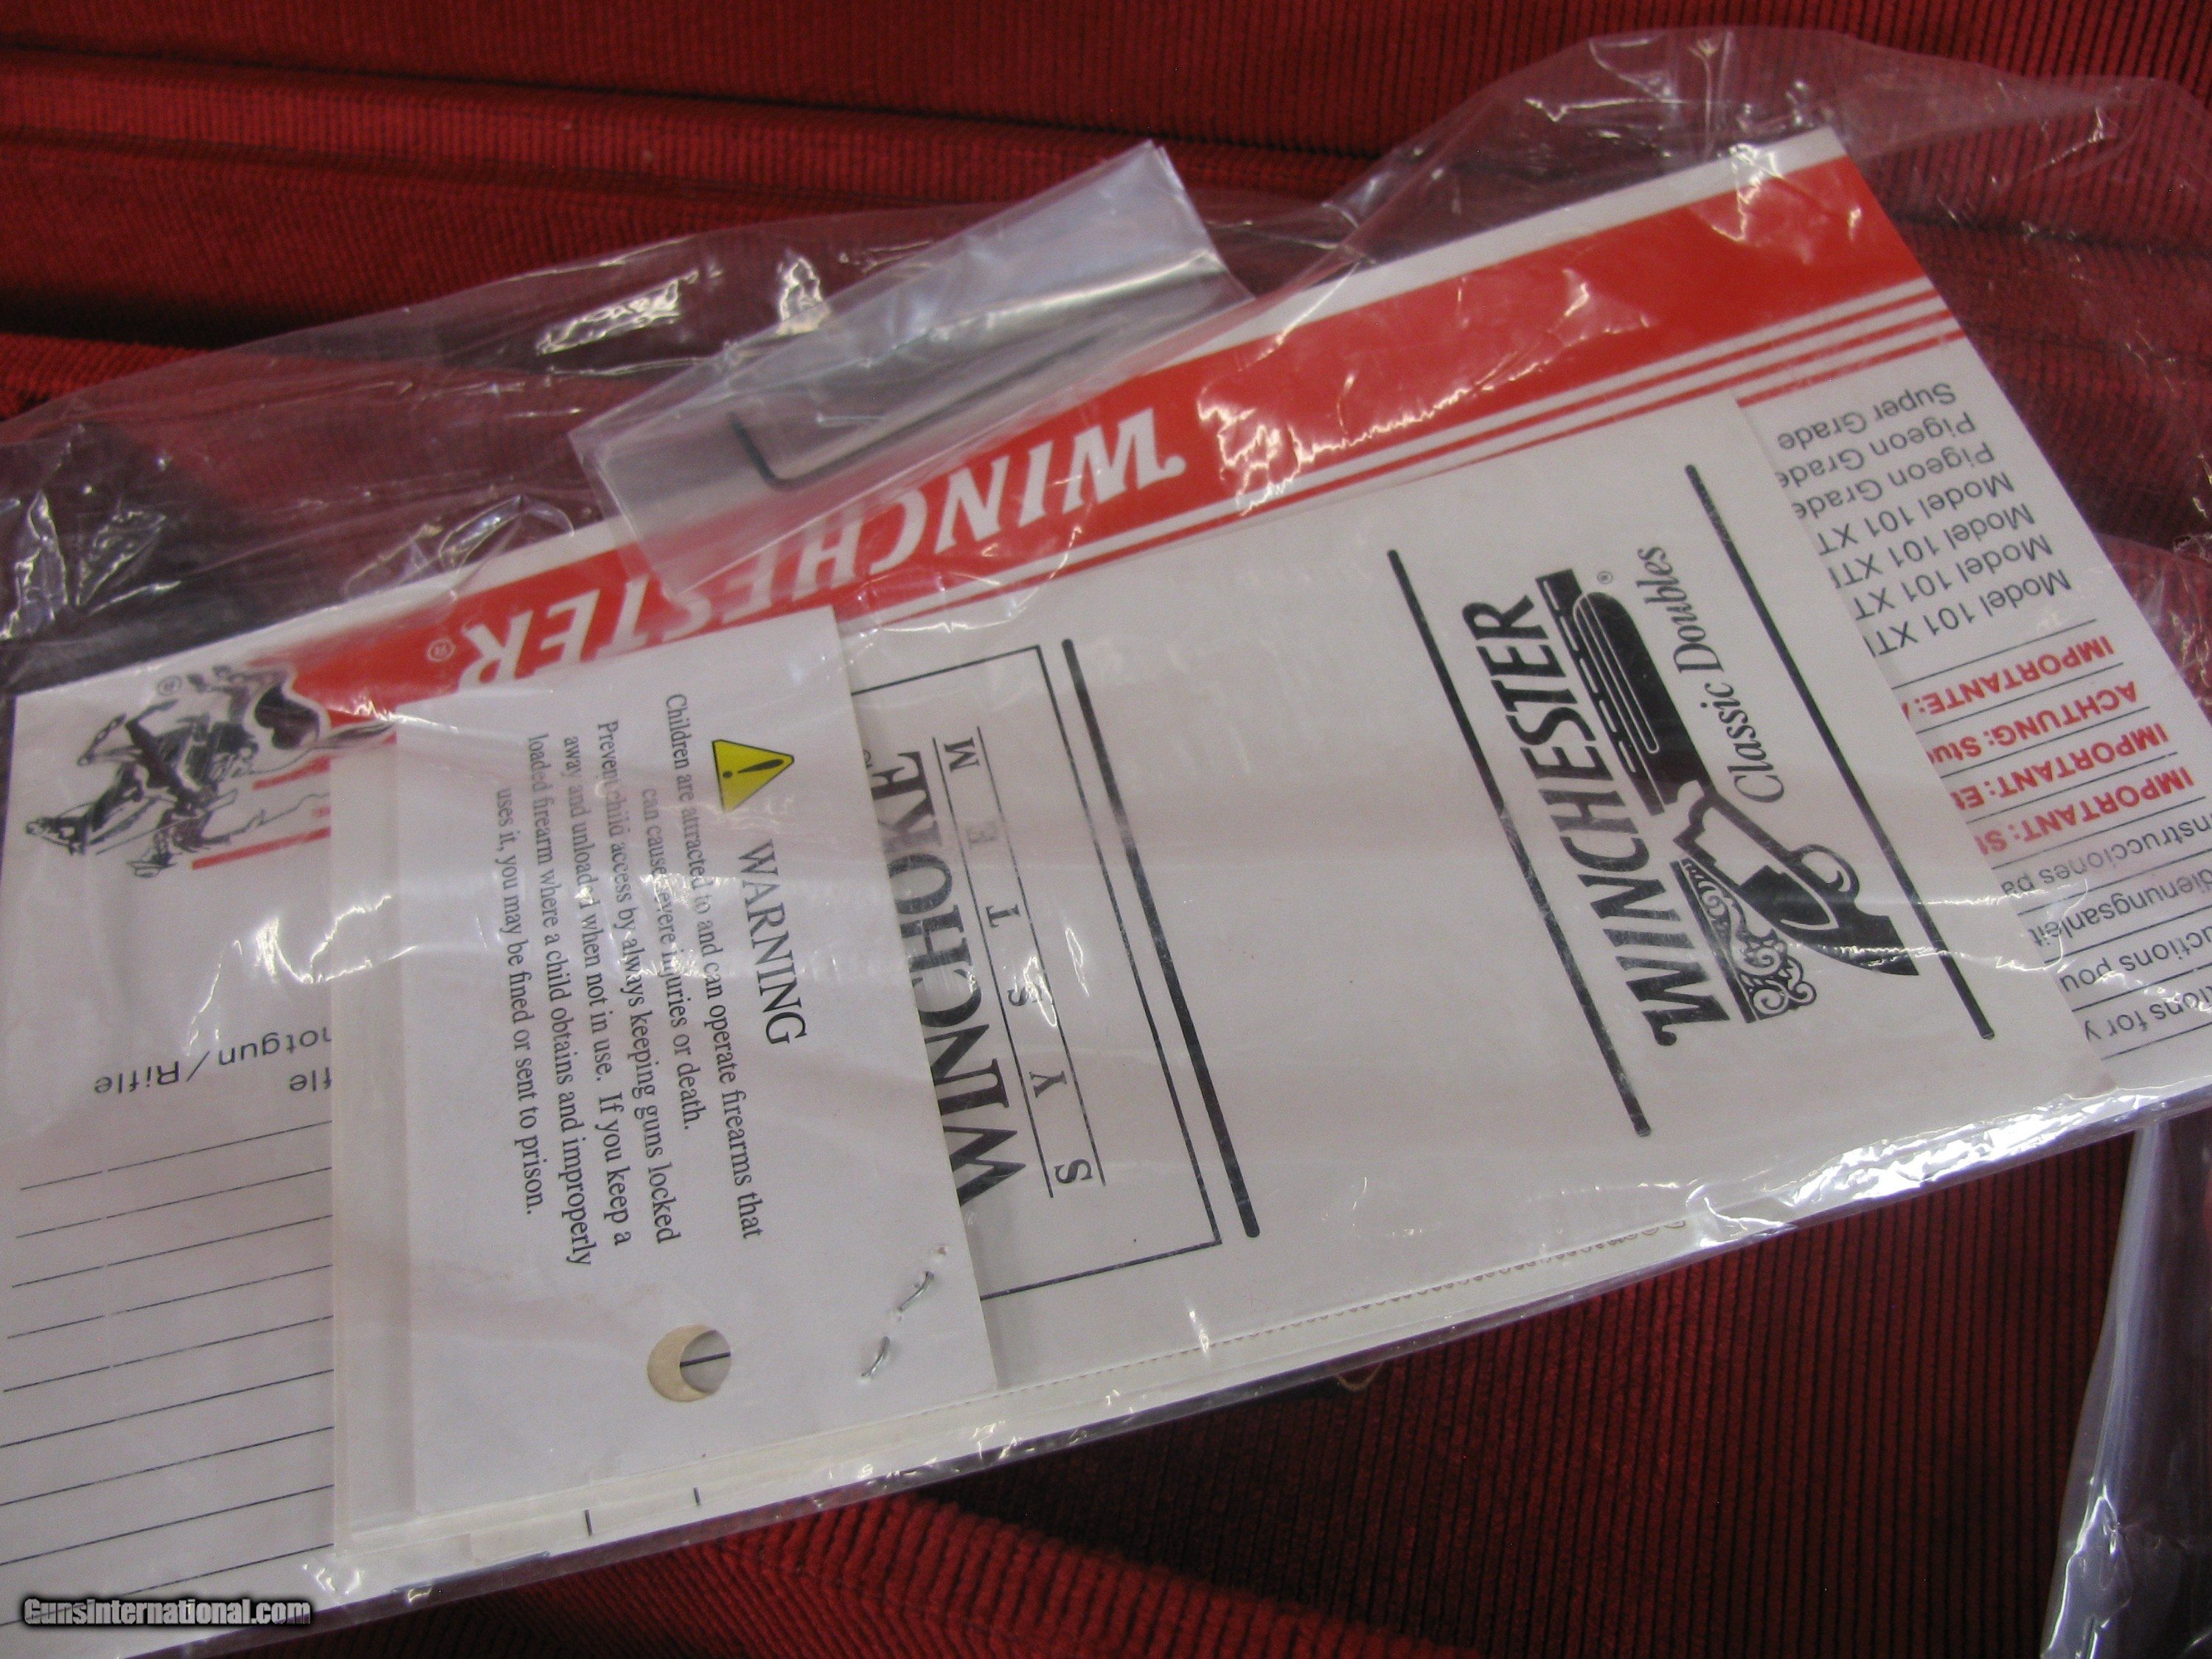 WINCHESTER®
®
Model 101 XTR
Model 101 XT
Model 101 XTR
Model 101 XT
Pigeon Grade
Pigeon Grade
Super Grade
IMPORTANTE:
ACHTUNG:
IMPORTANT:
IMPORTANT:
otgun / Rifle
WINCHESTER
®
Classic Doubles
WINCHOKE
SYSTEM
WARNING
Children are attracted to and can operate firearms that
can cause severe injuries or death.
Prevent child access by always keeping guns locked
away and unloaded when not in use. If you keep a
loaded firearm where a child obtains and improperly
uses it, you may be fined or sent to prison.
Gunsinternational.com